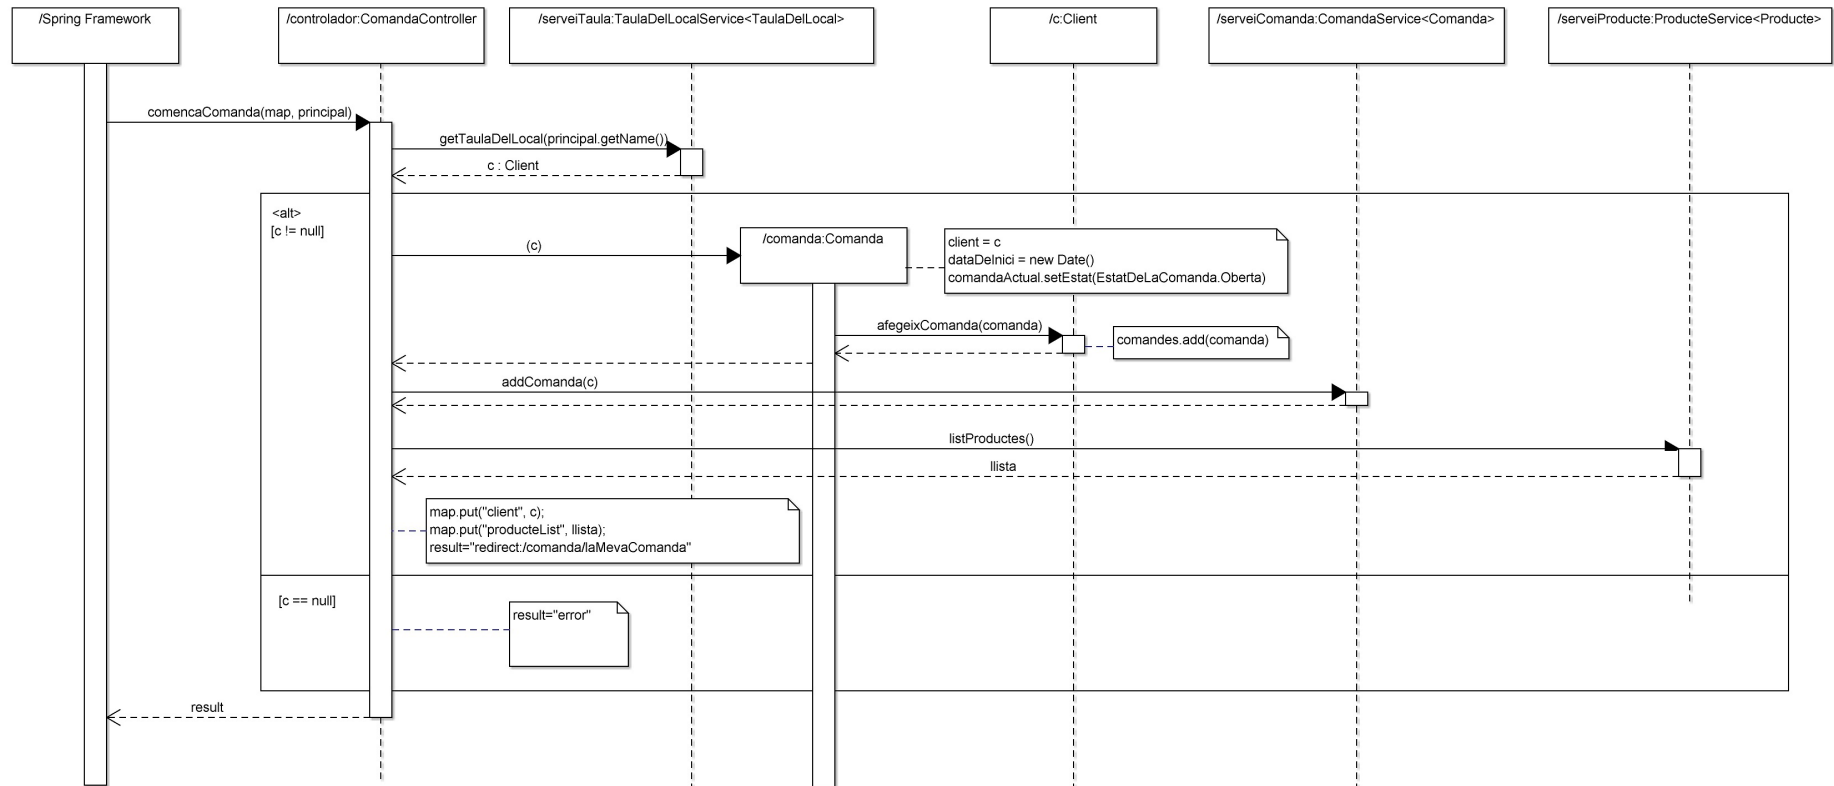 /Spring Framework
/controlador:ComandaController
/serveiTaula:TaulaDelLocalService<TaulaDelLocal>
/c:Client
/serveiComanda:ComandaService<Comanda>
/serveiProducte:ProducteService<Producte>
comencaComanda(map, principal)
getTaulaDelLocal(principal.getName())
c : Client
<alt>
[c != null]
(c)
/comanda:Comanda
client = c
dataDeInici = new Date()
comandaActual.setEstat(EstatDeLaComanda.Oberta)
afegeixComanda(comanda)
comandes.add(comanda)
addComanda(c)
listProductes()
llista
map.put("client", c);
map.put("producteList", llista);
result="redirect:/comanda/laMevaComanda"
[c == null]
result="error"
result